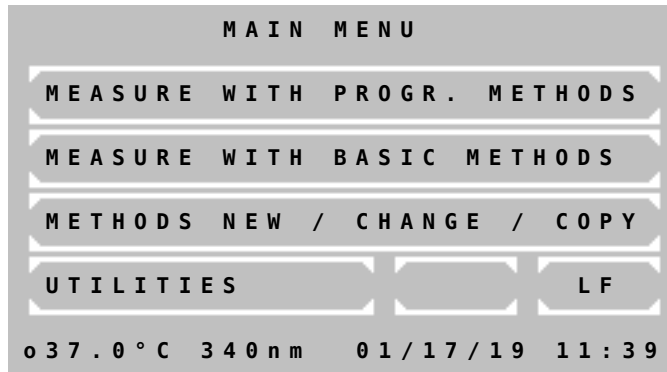 MAIN MENU
MEASURE WITH PROGR. METHODS
MEASURE WITH BASIC METHODS
METHODS NEW / CHANGE / COPY
UTILITIES LF
o37.0°C 340nm 01/17/19 11:39